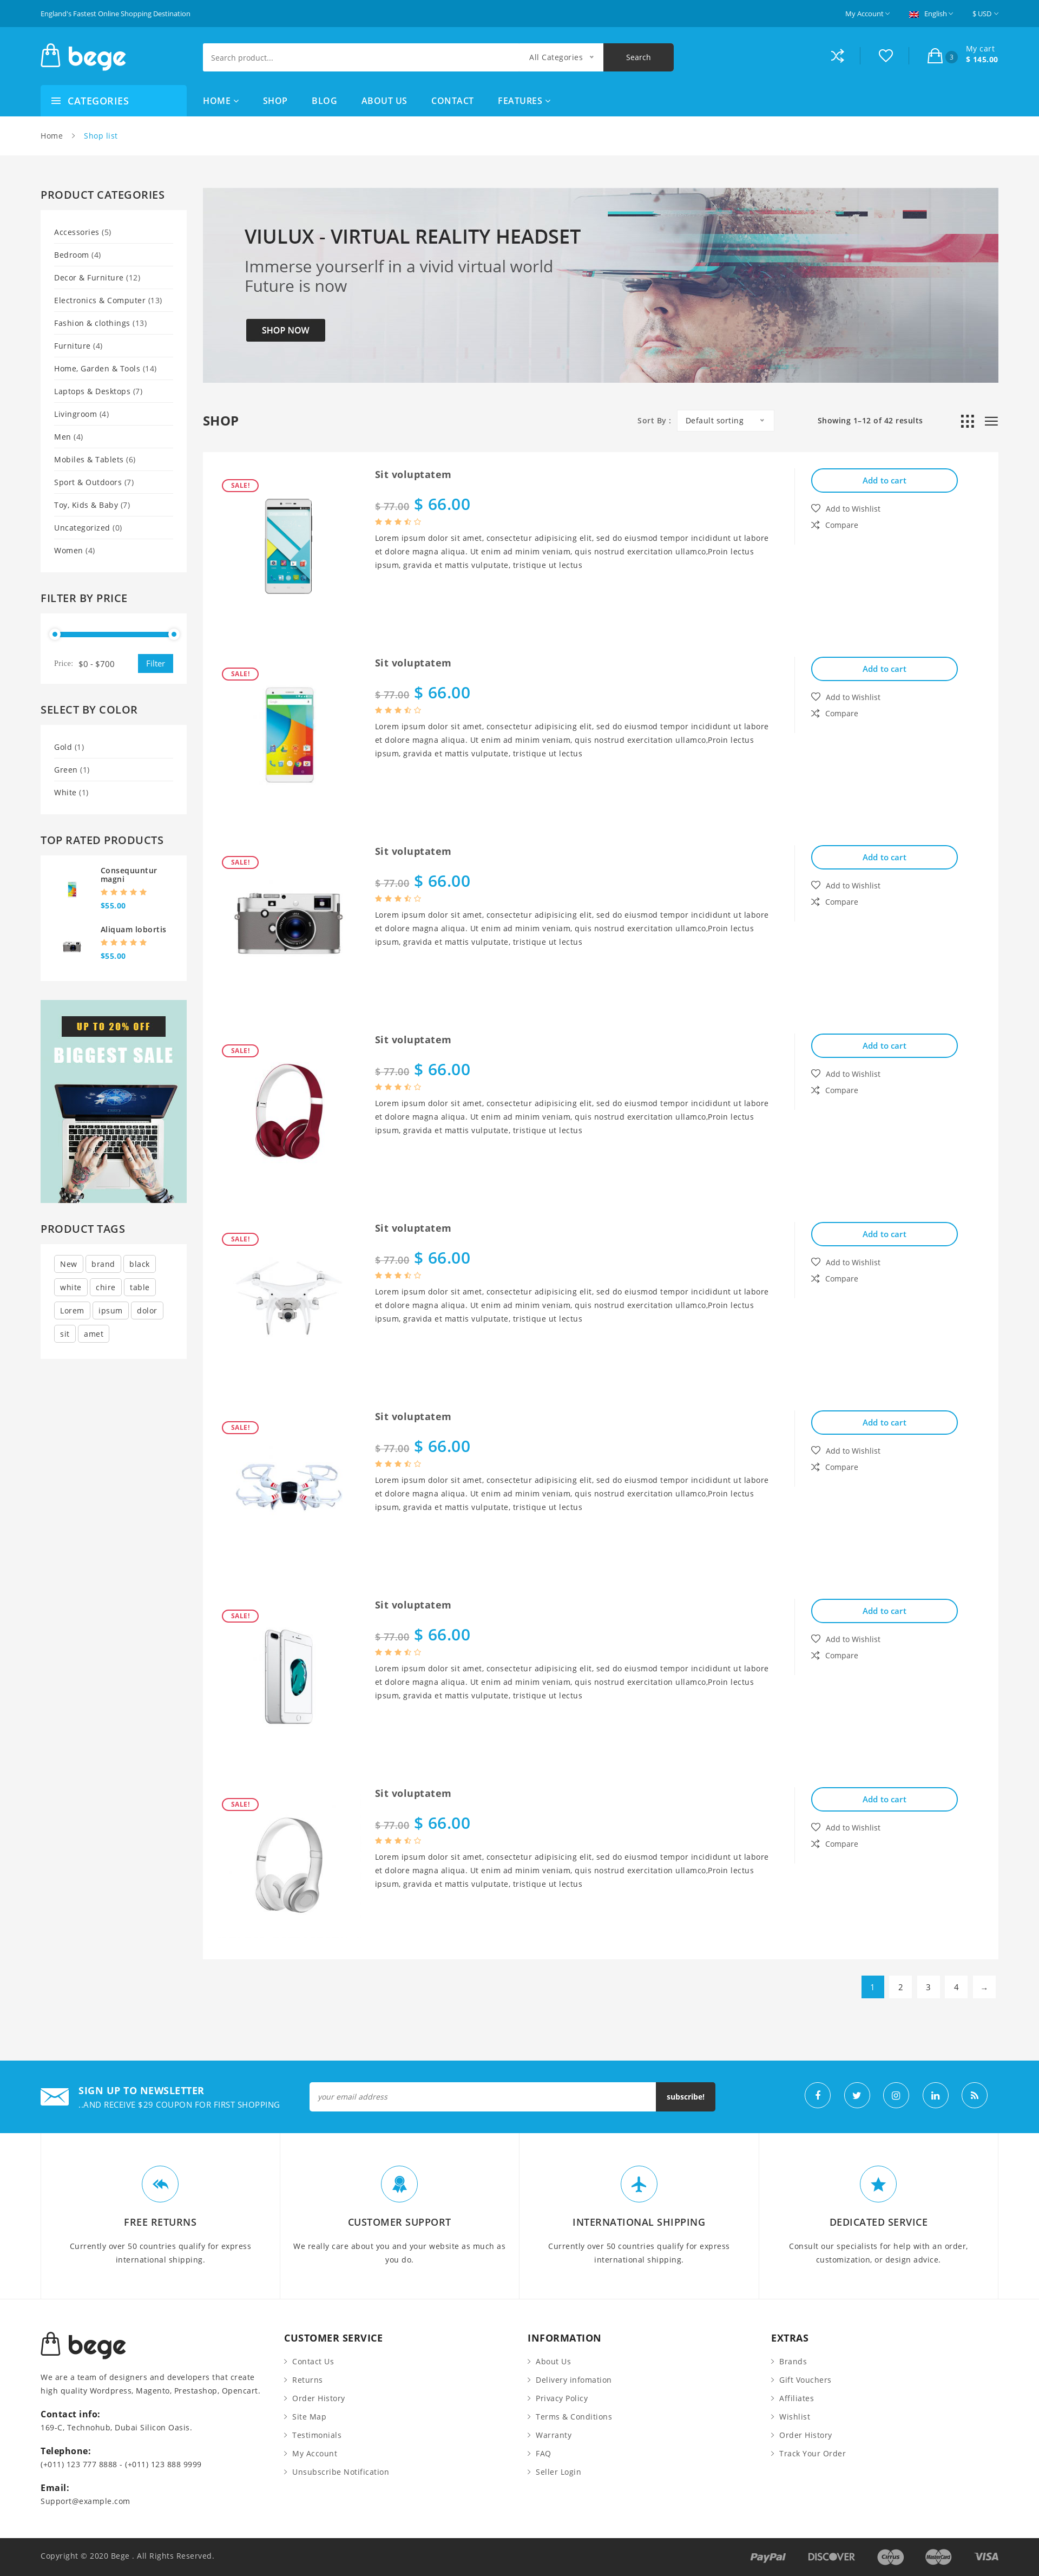 England's Fastest Online Shopping Destination
My Account
English
$ USD
bege
Search product...
All Categories
Search
3
My cart
$ 145.00
CATEGORIES
HOME
SHOP
BLOG
ABOUT US
CONTACT
FEATURES
Home
Shop list
PRODUCT CATEGORIES
Accessories (5)
Bedroom (4)
Decor & Furniture (12)
Electronics & Computer (13)
Fashion & clothings (13)
Furniture (4)
Home, Garden & Tools (14)
Laptops & Desktops (7)
Livingroom (4)
Men (4)
Mobiles & Tablets (6)
Sport & Outdoors (7)
Toy, Kids & Baby (7)
Uncategorized (0)
Women (4)
FILTER BY PRICE
Price: $0 - $700
Filter
SELECT BY COLOR
Gold (1)
Green (1)
White (1)
TOP RATED PRODUCTS
Consequuntur
magni
$55.00
Aliquam lobortis
$55.00
UP TO 20% OFF
BIGGEST SALE
PRODUCT TAGS
New brand black
white chire table
Lorem ipsum dolor
sit amet
VIULUX - VIRTUAL REALITY HEADSET
Immerse yourserlf in a vivid virtual world
Future is now
SHOP NOW
SHOP
Sort By :
Default sorting
Showing 1–12 of 42 results
SALE!
Sit voluptatem
$ 77.00 $ 66.00
Lorem ipsum dolor sit amet, consectetur adipisicing elit, sed do eiusmod tempor incididunt ut labore
et dolore magna aliqua. Ut enim ad minim veniam, quis nostrud exercitation ullamco,Proin lectus
ipsum, gravida et mattis vulputate, tristique ut lectus
Add to cart
Add to Wishlist
Compare
SALE!
Sit voluptatem
$ 77.00 $ 66.00
Lorem ipsum dolor sit amet, consectetur adipisicing elit, sed do eiusmod tempor incididunt ut labore
et dolore magna aliqua. Ut enim ad minim veniam, quis nostrud exercitation ullamco,Proin lectus
ipsum, gravida et mattis vulputate, tristique ut lectus
Add to cart
Add to Wishlist
Compare
SALE!
Sit voluptatem
$ 77.00 $ 66.00
Lorem ipsum dolor sit amet, consectetur adipisicing elit, sed do eiusmod tempor incididunt ut labore
et dolore magna aliqua. Ut enim ad minim veniam, quis nostrud exercitation ullamco,Proin lectus
ipsum, gravida et mattis vulputate, tristique ut lectus
Add to cart
Add to Wishlist
Compare
SALE!
Sit voluptatem
$ 77.00 $ 66.00
Lorem ipsum dolor sit amet, consectetur adipisicing elit, sed do eiusmod tempor incididunt ut labore
et dolore magna aliqua. Ut enim ad minim veniam, quis nostrud exercitation ullamco,Proin lectus
ipsum, gravida et mattis vulputate, tristique ut lectus
Add to cart
Add to Wishlist
Compare
SALE!
Sit voluptatem
$ 77.00 $ 66.00
Lorem ipsum dolor sit amet, consectetur adipisicing elit, sed do eiusmod tempor incididunt ut labore
et dolore magna aliqua. Ut enim ad minim veniam, quis nostrud exercitation ullamco,Proin lectus
ipsum, gravida et mattis vulputate, tristique ut lectus
Add to cart
Add to Wishlist
Compare
SALE!
Sit voluptatem
$ 77.00 $ 66.00
Lorem ipsum dolor sit amet, consectetur adipisicing elit, sed do eiusmod tempor incididunt ut labore
et dolore magna aliqua. Ut enim ad minim veniam, quis nostrud exercitation ullamco,Proin lectus
ipsum, gravida et mattis vulputate, tristique ut lectus
Add to cart
Add to Wishlist
Compare
SALE!
Sit voluptatem
$ 77.00 $ 66.00
Lorem ipsum dolor sit amet, consectetur adipisicing elit, sed do eiusmod tempor incididunt ut labore
et dolore magna aliqua. Ut enim ad minim veniam, quis nostrud exercitation ullamco,Proin lectus
ipsum, gravida et mattis vulputate, tristique ut lectus
Add to cart
Add to Wishlist
Compare
SALE!
Sit voluptatem
$ 77.00 $ 66.00
Lorem ipsum dolor sit amet, consectetur adipisicing elit, sed do eiusmod tempor incididunt ut labore
et dolore magna aliqua. Ut enim ad minim veniam, quis nostrud exercitation ullamco,Proin lectus
ipsum, gravida et mattis vulputate, tristique ut lectus
Add to cart
Add to Wishlist
Compare
1 2 3 4 →
SIGN UP TO NEWSLETTER
..AND RECEIVE $29 COUPON FOR FIRST SHOPPING
your email address
subscribe!
FREE RETURNS
Currently over 50 countries qualify for express
international shipping.
CUSTOMER SUPPORT
We really care about you and your website as much as
you do.
INTERNATIONAL SHIPPING
Currently over 50 countries qualify for express
international shipping.
DEDICATED SERVICE
Consult our specialists for help with an order,
customization, or design advice.
bege
We are a team of designers and developers that create
high quality Wordpress, Magento, Prestashop, Opencart.
Contact info:
169-C, Technohub, Dubai Silicon Oasis.
Telephone:
(+011) 123 777 8888 - (+011) 123 888 9999
Email:
Support@example.com
CUSTOMER SERVICE
Contact Us
Returns
Order History
Site Map
Testimonials
My Account
Unsubscribe Notification
INFORMATION
About Us
Delivery infomation
Privacy Policy
Terms & Conditions
Warranty
FAQ
Seller Login
EXTRAS
Brands
Gift Vouchers
Affiliates
Wishlist
Order History
Track Your Order
Copyright © 2020 Bege . All Rights Reserved.
PayPal
DISCOVER
Cirrus
MasterCard
VISA